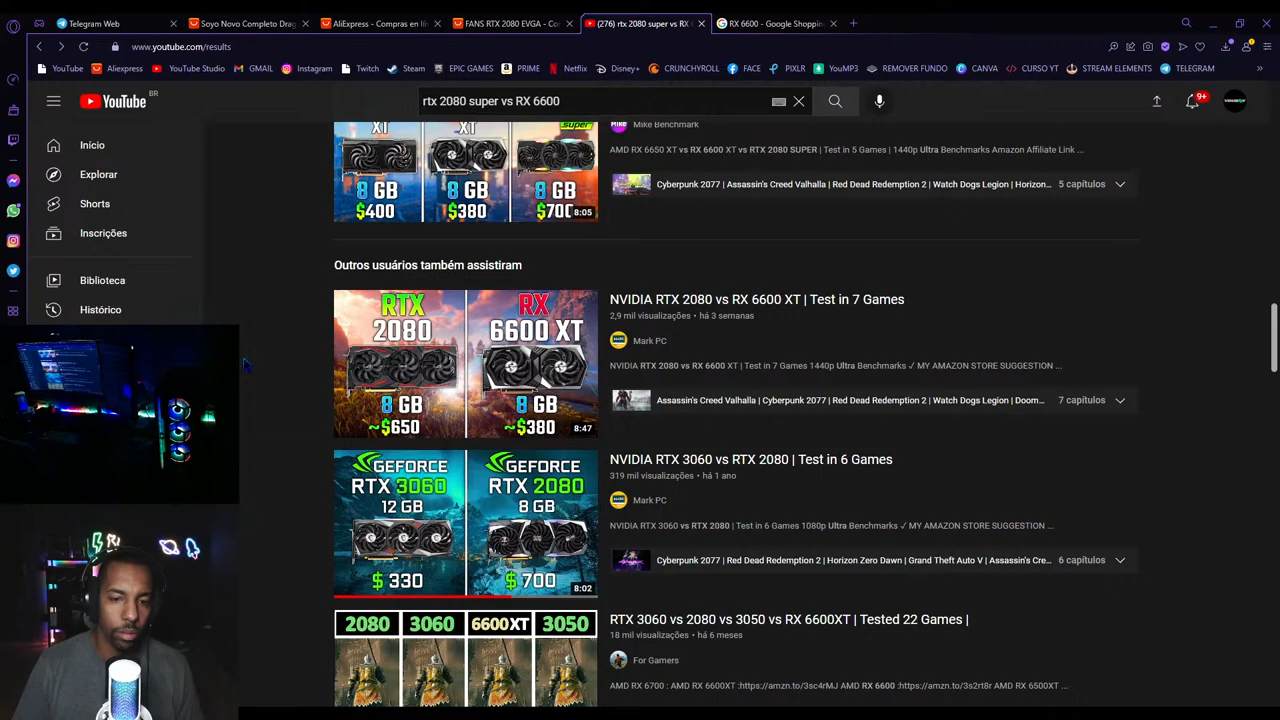 Telegram Web
Soyo Novo Completo Drag
AliExpress - Compras en lín
FANS RTX 2080 EVGA - Co
(276) rtx 2080 super vs RX
RX 6600 - Google Shopping
www.youtube.com/results
YouTube
Aliexpress
YouTube Studio
GMAIL
Instagram
Twitch
Steam
EPIC GAMES
PRIME
Netflix
Disney+
CRUNCHYROLL
FACE
PIXLR
YouMP3
REMOVER FUNDO
CANVA
CURSO YT
STREAM ELEMENTS
TELEGRAM
YouTube BR
rtx 2080 super vs RX 6600
9+
Início
Explorar
Shorts
Inscrições
Biblioteca
Histórico
XT
XT
SUPER
8 GB
8 GB
8 GB
$400
$380
$700
8:05
Mike Benchmark
AMD RX 6650 XT vs RX 6600 XT vs RTX 2080 SUPER | Test in 5 Games | 1440p Ultra Benchmarks Amazon Affiliate Link ...
Cyberpunk 2077 | Assassin's Creed Valhalla | Red Dead Redemption 2 | Watch Dogs Legion | Horizon...
5 capítulos
Outros usuários também assistiram
RTX
2080
RX
6600 XT
8 GB
8 GB
~$650
~$380
8:47
NVIDIA RTX 2080 vs RX 6600 XT | Test in 7 Games
2,9 mil visualizações • há 3 semanas
Mark PC
NVIDIA RTX 2080 vs RX 6600 XT | Test in 7 Games 1440p Ultra Benchmarks ✓ MY AMAZON STORE SUGGESTION ...
Assassin's Creed Valhalla | Cyberpunk 2077 | Red Dead Redemption 2 | Watch Dogs Legion | Doom...
7 capítulos
GEFORCE
RTX 3060
12 GB
GEFORCE
RTX 2080
8 GB
$ 330
$ 700
8:02
NVIDIA RTX 3060 vs RTX 2080 | Test in 6 Games
319 mil visualizações • há 1 ano
Mark PC
NVIDIA RTX 3060 vs RTX 2080 | Test in 6 Games 1080p Ultra Benchmarks ✓ MY AMAZON STORE SUGGESTION ...
Cyberpunk 2077 | Red Dead Redemption 2 | Horizon Zero Dawn | Grand Theft Auto V | Assassin's Cre...
6 capítulos
2080
3060
6600XT
3050
RTX 3060 vs 2080 vs 3050 vs RX 6600XT | Tested 22 Games |
18 mil visualizações • há 6 meses
For Gamers
AMD RX 6700 : AMD RX 6600XT :https://amzn.to/3sc4rMJ AMD RX 6600 :https://amzn.to/3s2rt8r AMD RX 6500XT ...